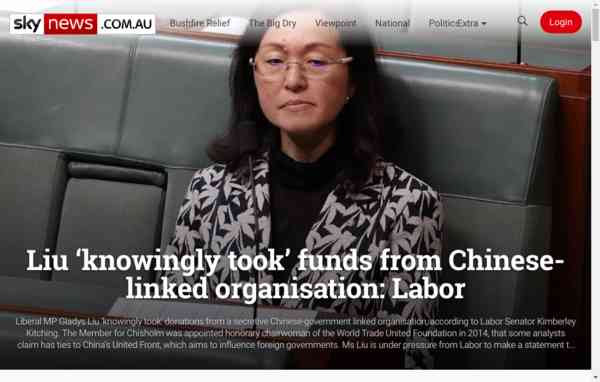 sky news .COM.AU Bushfire Relief The Big Dry Viewpoint National Politics Extra Login
Liu ‘knowingly took’ funds from Chinese-
linked organisation: Labor
Liberal MP Gladys Liu ‘knowingly took’ donations from a secretive Chinese-government linked organisation, according to Labor Senator Kimberley
Kitching. The Member for Chisholm was appointed honorary chairwoman of the World Trade United Foundation in 2014, that some analysts
claim has ties to China’s United Front, which aims to influence foreign governments. Ms Liu is under pressure from Labor to make a statement t...